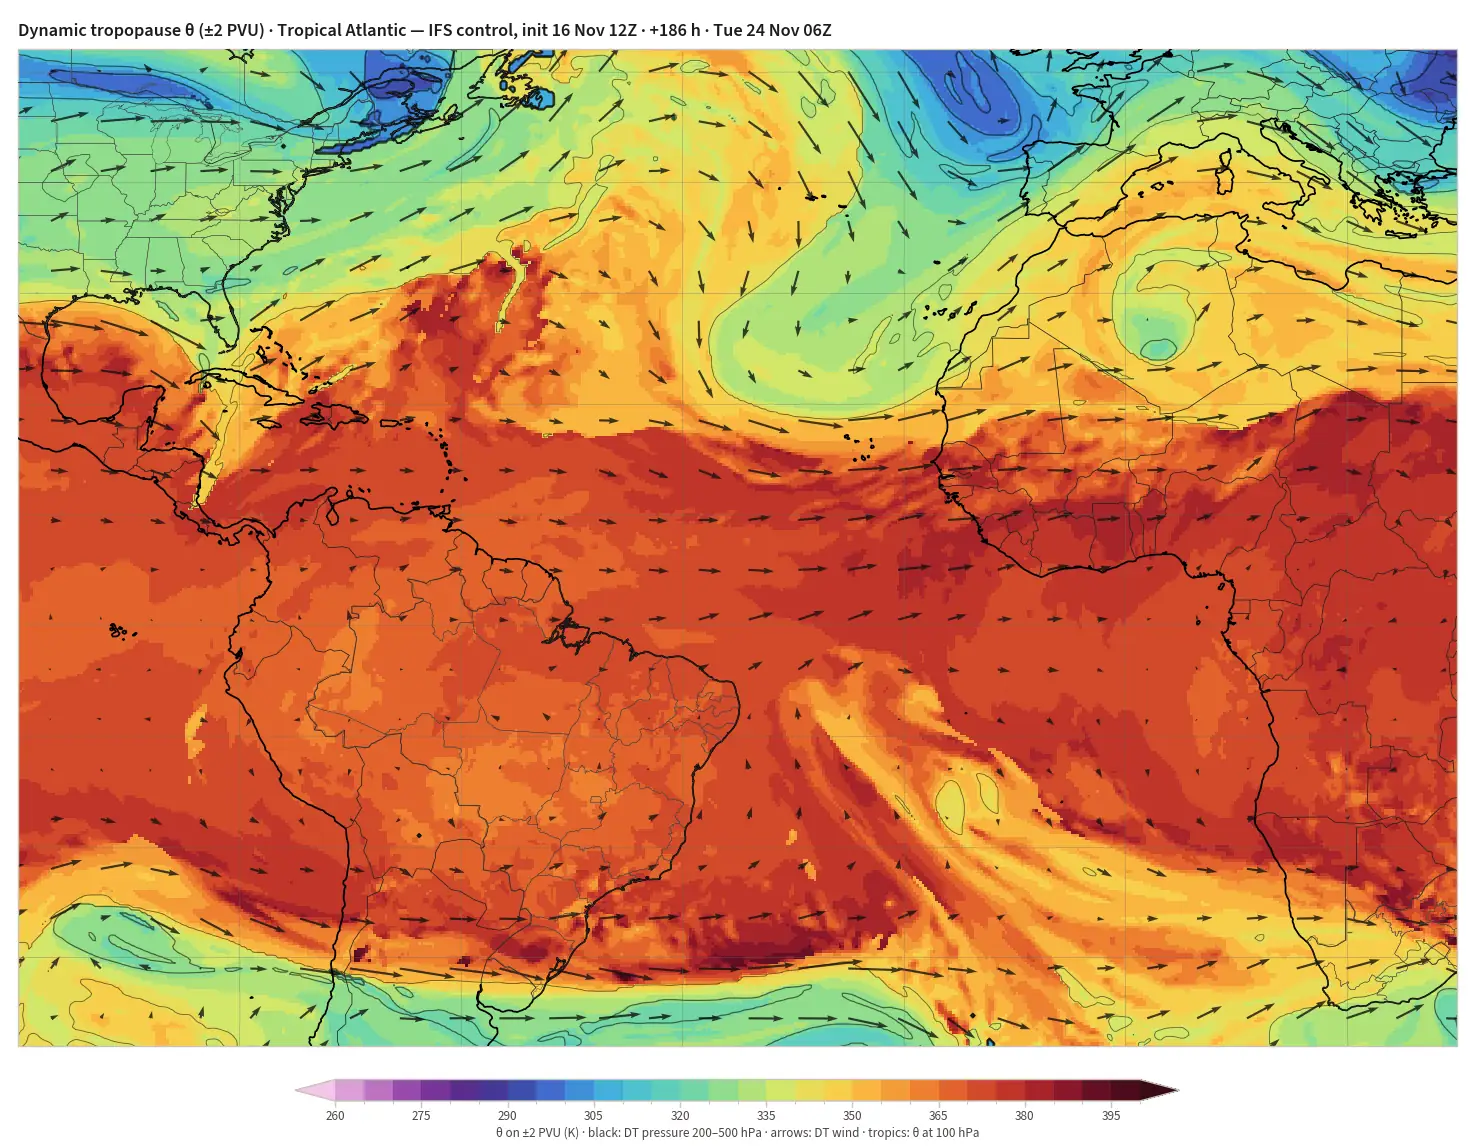 Dynamic tropopause θ (±2 PVU) · Tropical Atlantic — IFS control, init 16 Nov 12Z · +186 h · Tue 24 Nov 06Z
260 275 290 305 320 335 350 365 380 395
θ on ±2 PVU (K) · black: DT pressure 200–500 hPa · arrows: DT wind · tropics: θ at 100 hPa